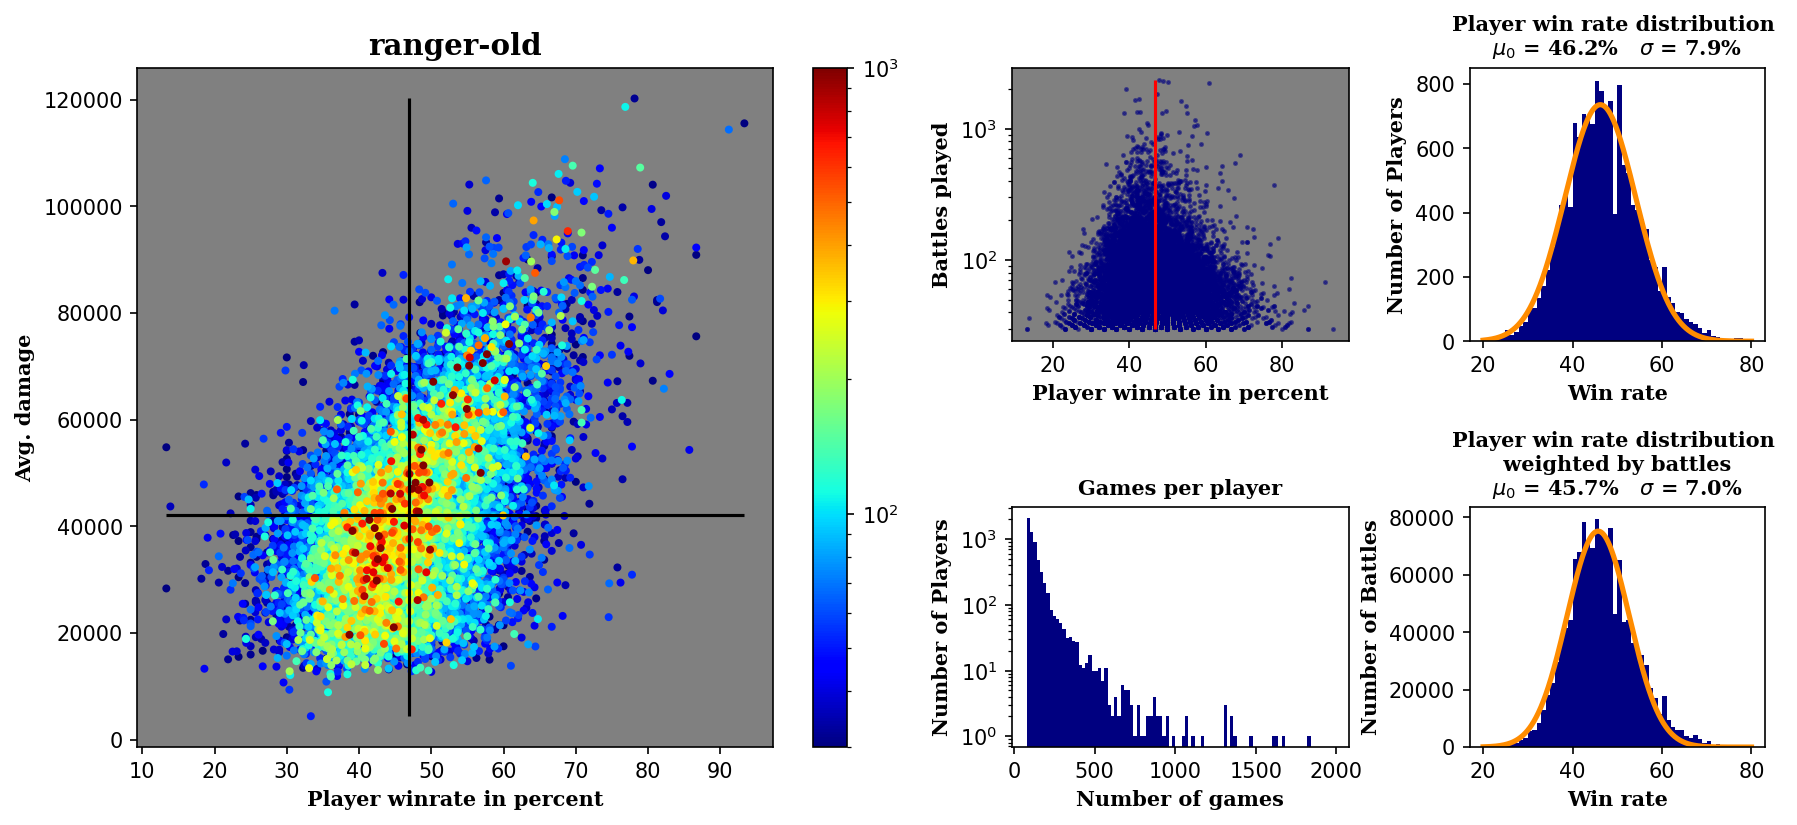 ranger-old
Avg. damage
120000
100000
80000
60000
40000
20000
0
10 20 30 40 50 60 70 80 90
Player winrate in percent
10³
10²
Battles played
10³
10²
20 40 60 80
Player winrate in percent
Player win rate distribution
μ₀ = 46.2% σ = 7.9%
Number of Players
800
600
400
200
0
20 40 60 80
Win rate
Games per player
Number of Players
10³
10²
10¹
10⁰
0 500 1000 1500 2000
Number of games
Player win rate distribution
weighted by battles
μ₀ = 45.7% σ = 7.0%
Number of Battles
80000
60000
40000
20000
0
20 40 60 80
Win rate